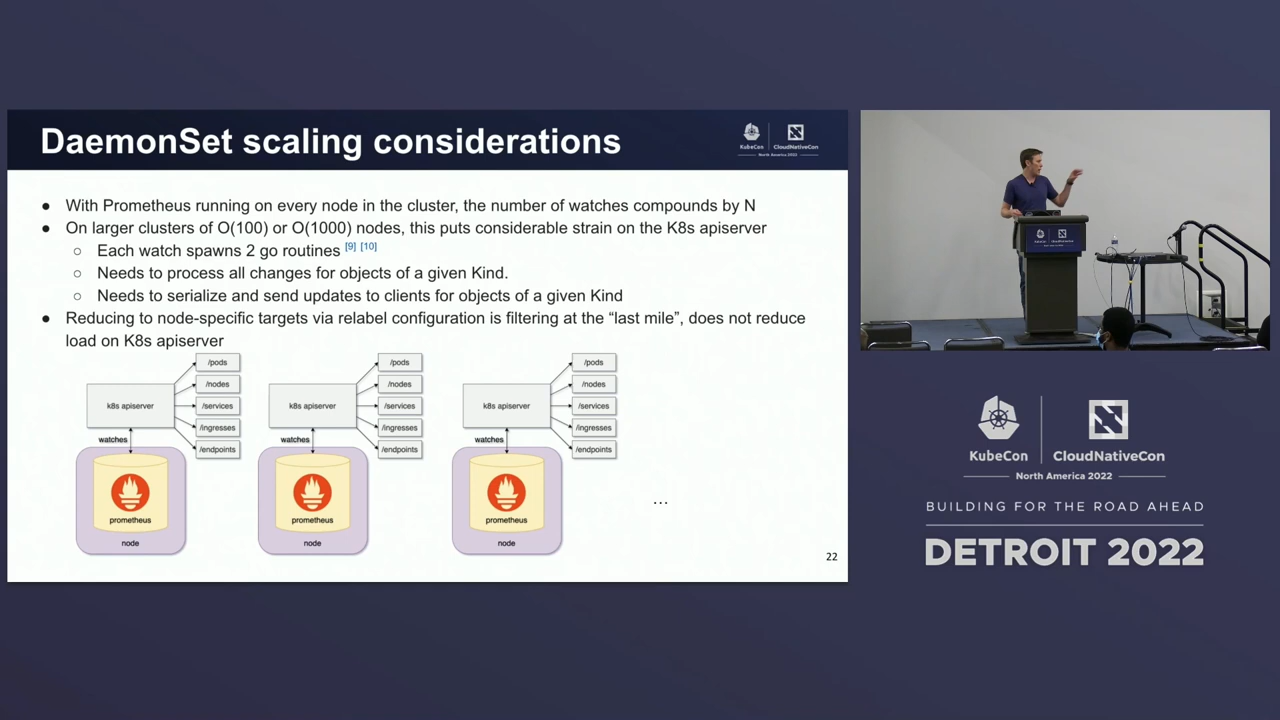 DaemonSet scaling considerations
KubeCon
CloudNativeCon
North America 2022
● With Prometheus running on every node in the cluster, the number of watches compounds by N
● On larger clusters of O(100) or O(1000) nodes, this puts considerable strain on the K8s apiserver
○ Each watch spawns 2 go routines [9] [10]
○ Needs to process all changes for objects of a given Kind.
○ Needs to serialize and send updates to clients for objects of a given Kind
● Reducing to node-specific targets via relabel configuration is filtering at the “last mile”, does not reduce
load on K8s apiserver
k8s apiserver
/pods
/nodes
/services
/ingresses
/endpoints
watches
prometheus
node
k8s apiserver
/pods
/nodes
/services
/ingresses
/endpoints
watches
prometheus
node
k8s apiserver
/pods
/nodes
/services
/ingresses
/endpoints
watches
prometheus
node
...
22
KubeCon
CloudNativeCon
North America 2022
BUILDING FOR THE ROAD AHEAD
DETROIT 2022